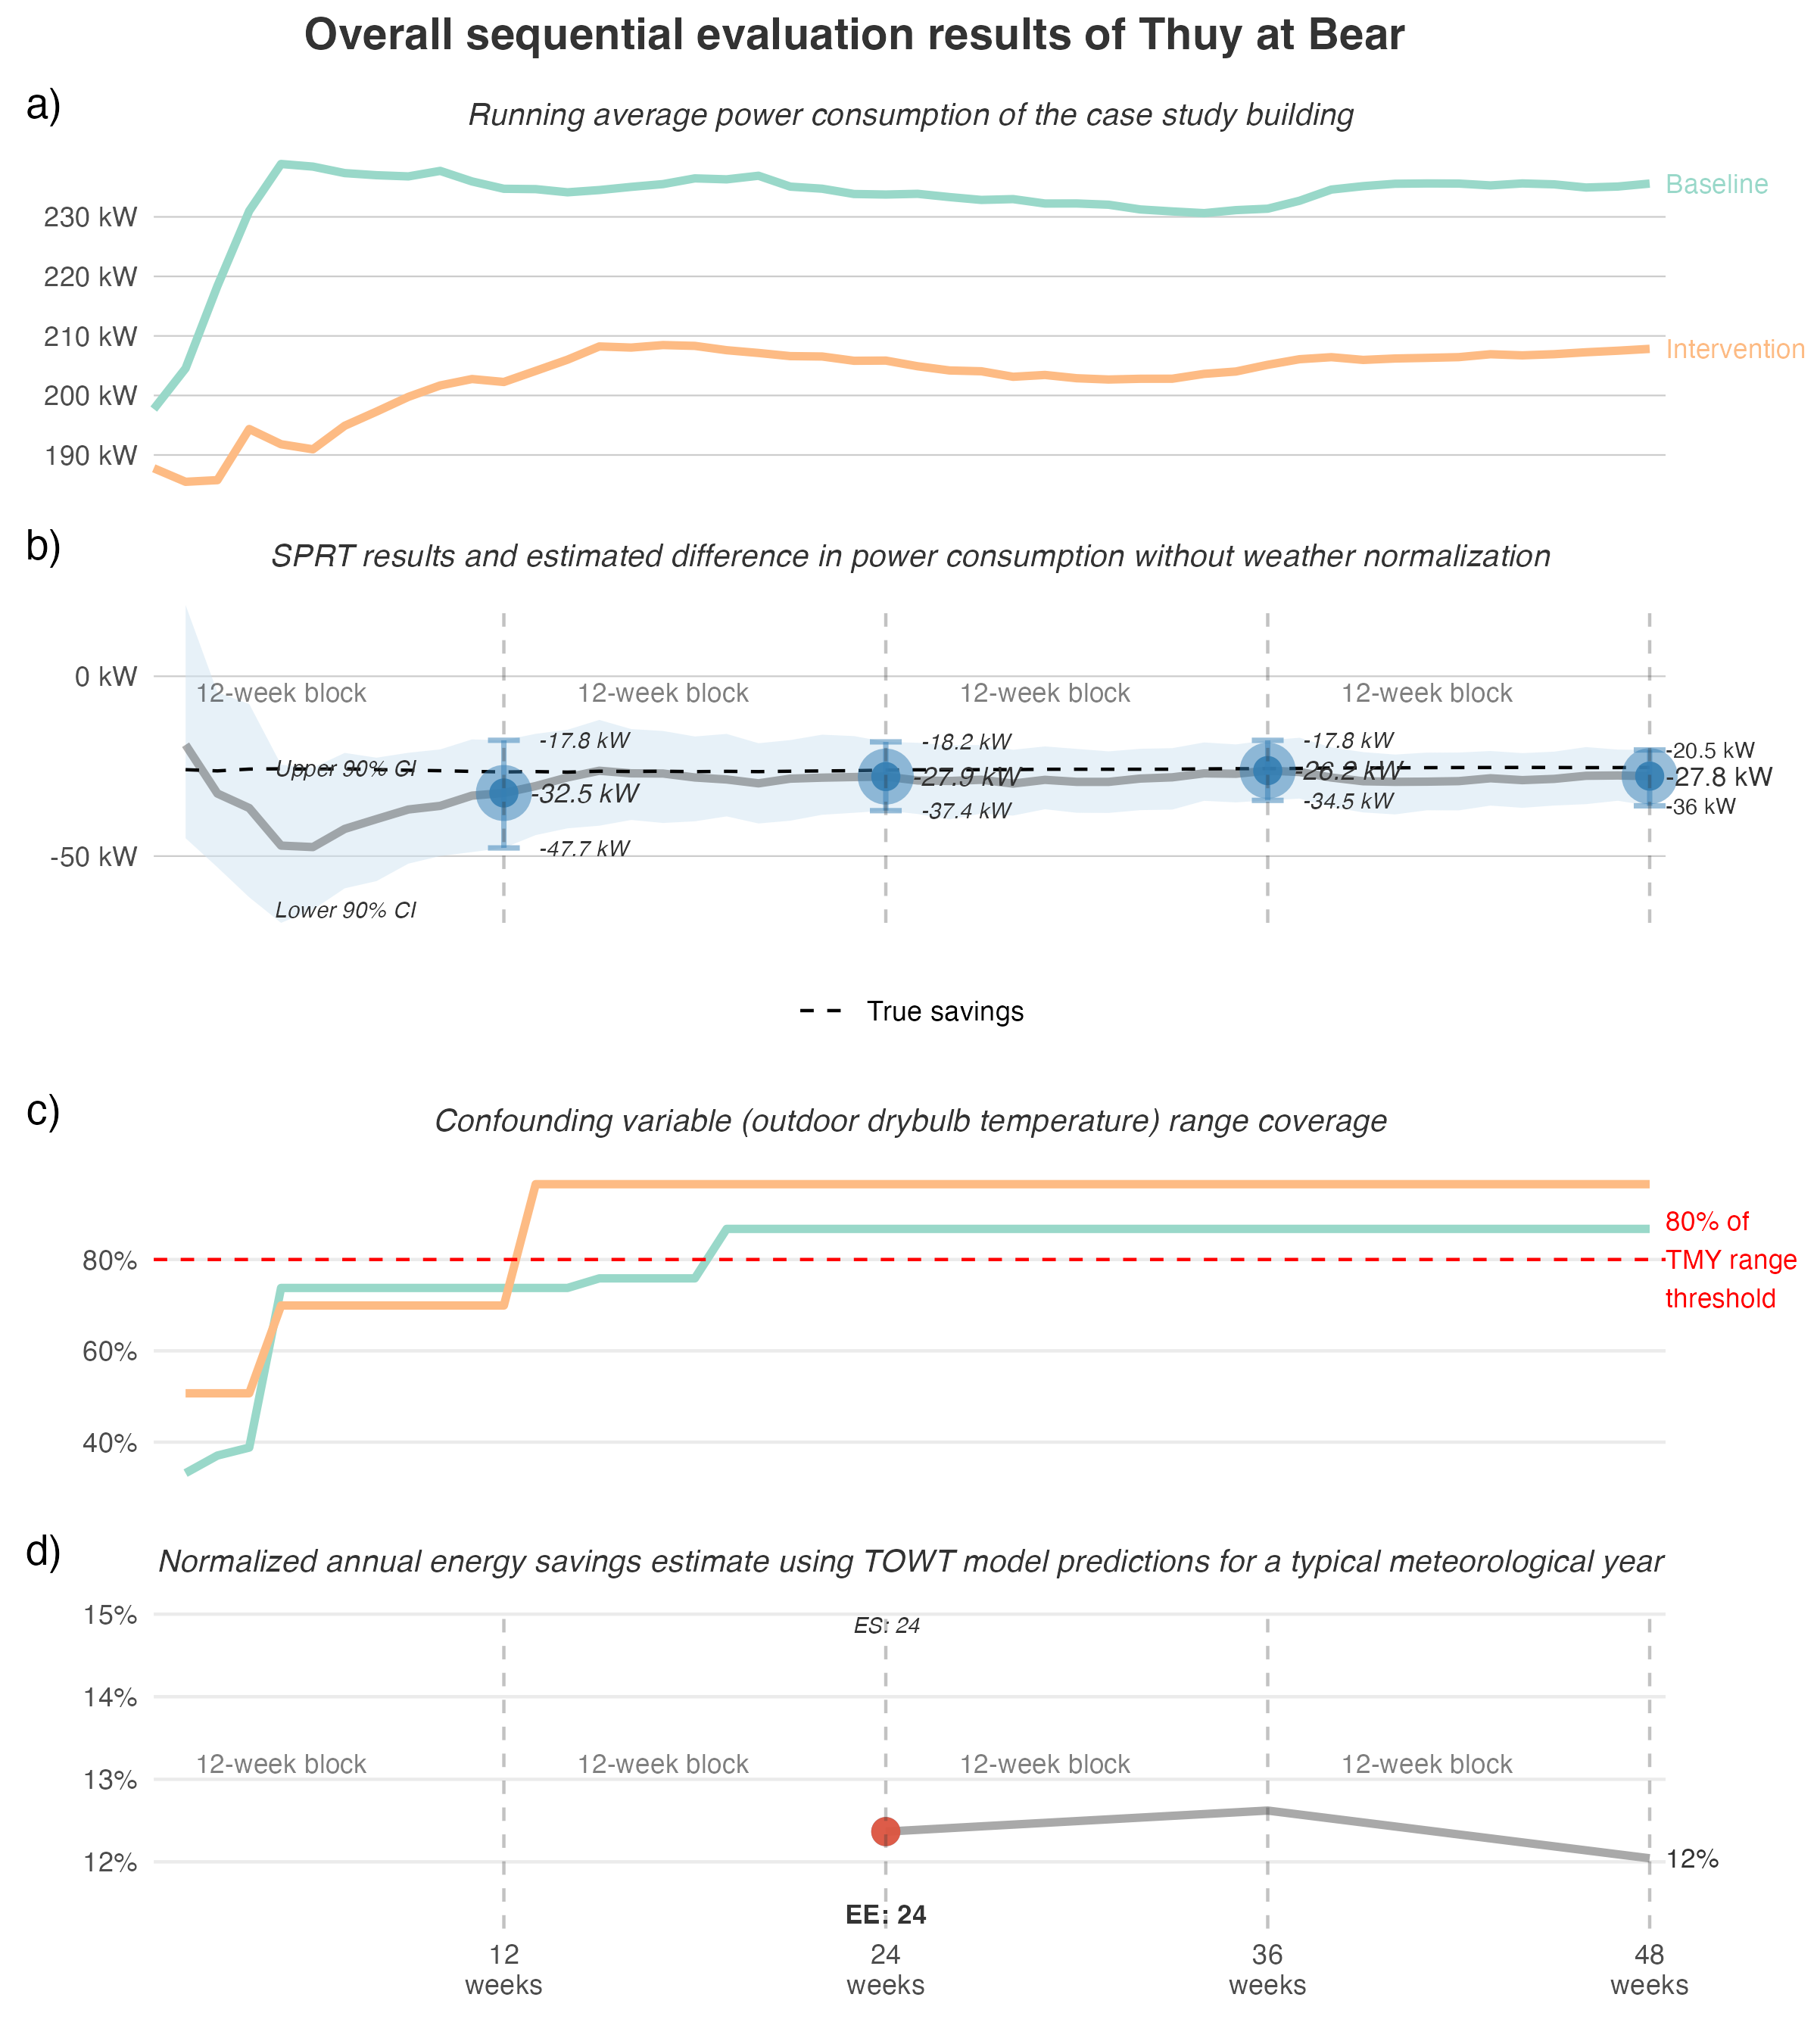 Overall sequential evaluation results of Thuy at Bear
a)
Running average power consumption of the case study building
Baseline
230 kW
220 kW
210 kW
Intervention
200 kW
190 kW
b)
SPRT results and estimated difference in power consumption without weather normalization
0 kW
12-week block
12-week block
12-week block
12-week block
-17.8 kW
-18.2 kW
-17.8 kW
-20.5 kW
Upper 90% CI
-32.5 kW
-27.9 kW
-26.2 kW
-27.8 kW
-37.4 kW
-34.5 kW
-36 kW
-47.7 kW
-50 kW
Lower 90% CI
True savings
c)
Confounding variable (outdoor drybulb temperature) range coverage
80% of
TMY range
threshold
80%
60%
40%
d)
Normalized annual energy savings estimate using TOWT model predictions for a typical meteorological year
15%
ES: 24
14%
12-week block
12-week block
12-week block
12-week block
13%
12%
12%
EE: 24
12
weeks
24
weeks
36
weeks
48
weeks